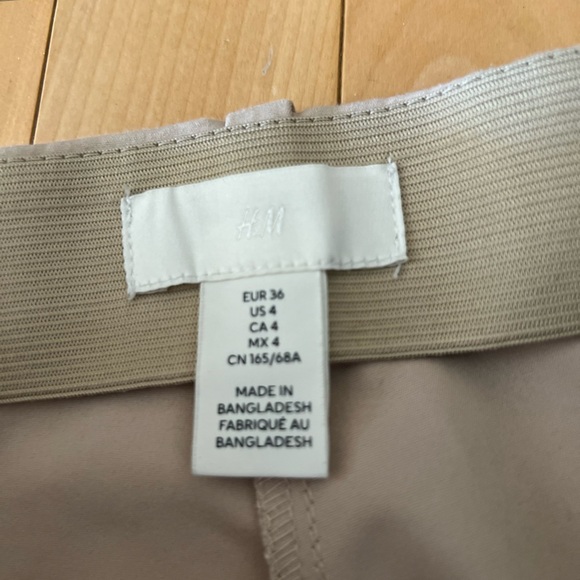 H&M
EUR 36
US 4
CA 4
MX 4
CN 165/68A
MADE IN
BANGLADESH
FABRIQUÉ AU
BANGLADESH